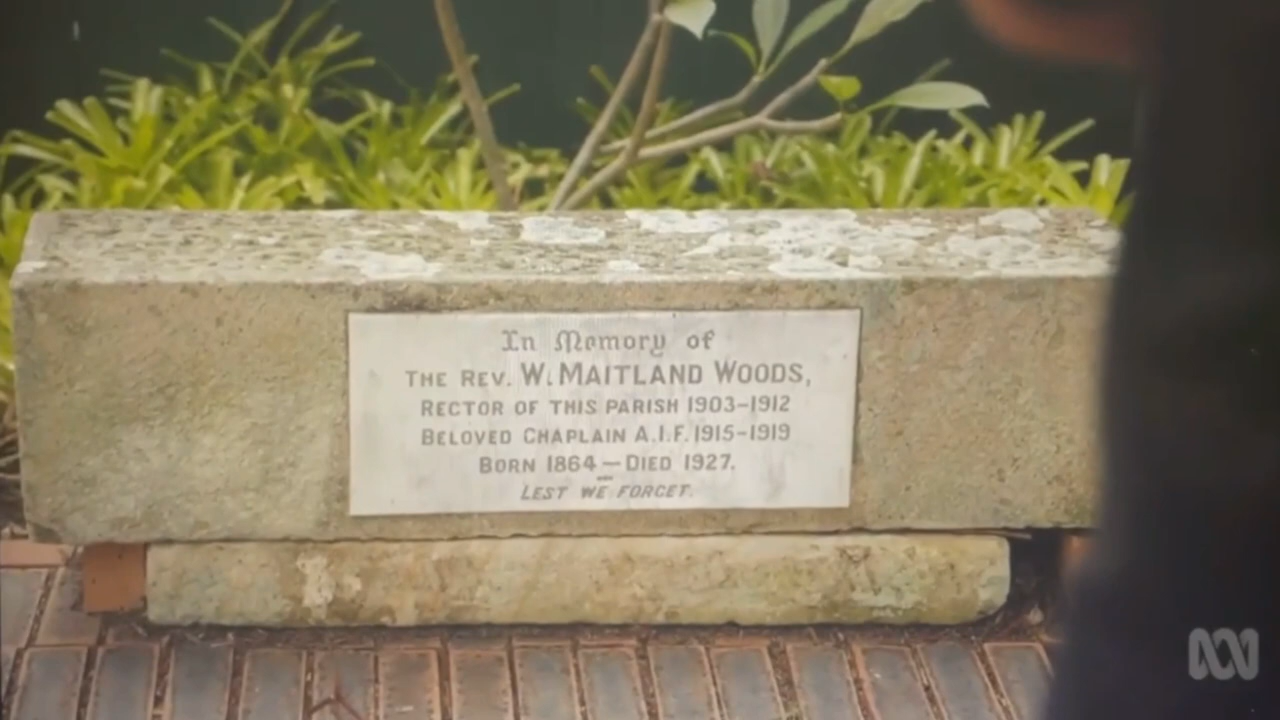 In Memory of
THE REV. W. MAITLAND WOODS,
RECTOR OF THIS PARISH 1903-1912
BELOVED CHAPLAIN A.I.F. 1915-1919
BORN 1864 — DIED 1927.
LEST WE FORGET.